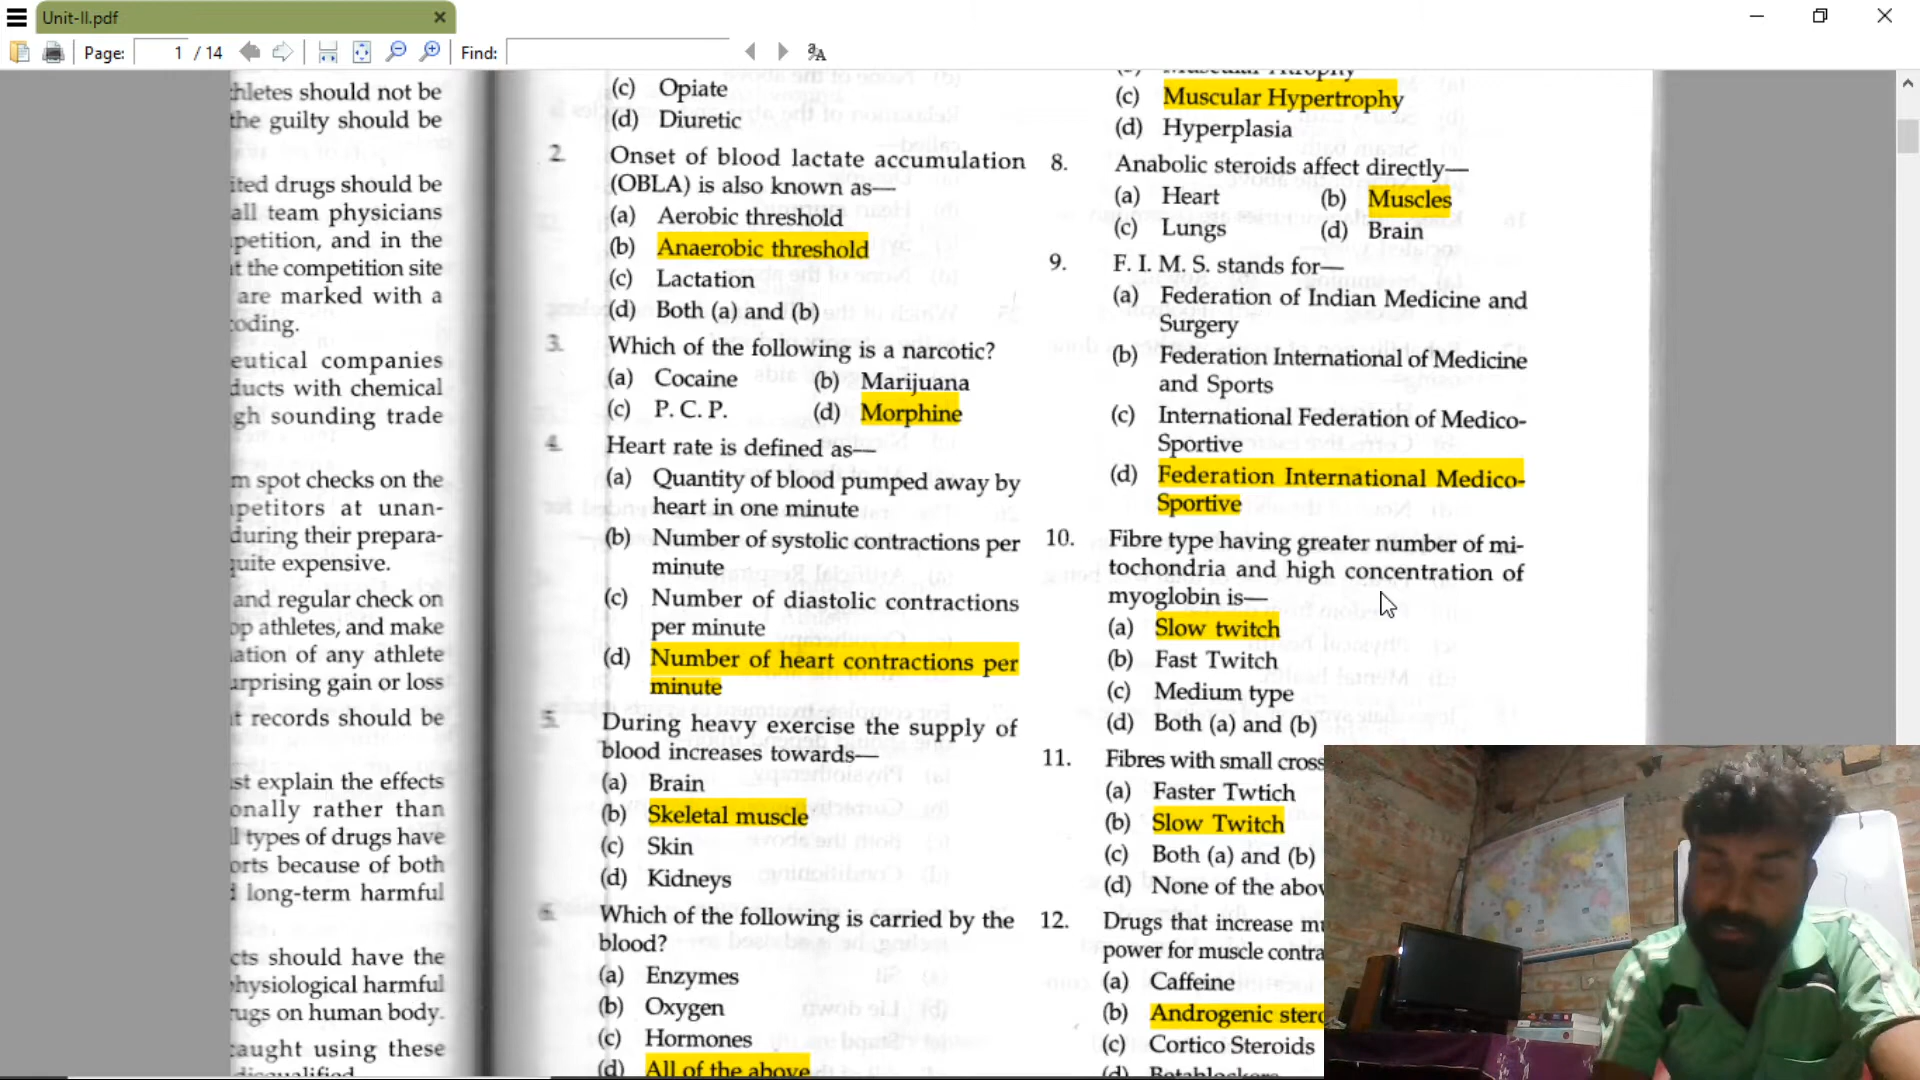 Unit-II.pdf
Page: 1 / 14 Find:
hletes should not be
the guilty should be
ited drugs should be
all team physicians
petition, and in the
t the competition site
are marked with a
coding.
eutical companies
ducts with chemical
gh sounding trade
m spot checks on the
petitors at unan-
during their prepara-
quite expensive.
and regular check on
op athletes, and make
ation of any athlete
urprising gain or loss
t records should be
st explain the effects
onally rather than
l types of drugs have
orts because of both
long-term harmful
cts should have the
physiological harmful
rugs on human body.
caught using these
disqualified
(c) Opiate
(d) Diuretic
2. Onset of blood lactate accumulation
(OBLA) is also known as—
(a) Aerobic threshold
(b) Anaerobic threshold
(c) Lactation
(d) Both (a) and (b)
3. Which of the following is a narcotic?
(a) Cocaine (b) Marijuana
(c) P. C. P. (d) Morphine
4. Heart rate is defined as—
(a) Quantity of blood pumped away by
heart in one minute
(b) Number of systolic contractions per
minute
(c) Number of diastolic contractions
per minute
(d) Number of heart contractions per
minute
5. During heavy exercise the supply of
blood increases towards—
(a) Brain
(b) Skeletal muscle
(c) Skin
(d) Kidneys
6. Which of the following is carried by the
blood?
(a) Enzymes
(b) Oxygen
(c) Hormones
(d) All of the above
Muscular Atrophy
(c) Muscular Hypertrophy
(d) Hyperplasia
8. Anabolic steroids affect directly—
(a) Heart (b) Muscles
(c) Lungs (d) Brain
9. F. I. M. S. stands for—
(a) Federation of Indian Medicine and
Surgery
(b) Federation International of Medicine
and Sports
(c) International Federation of Medico-
Sportive
(d) Federation International Medico-
Sportive
10. Fibre type having greater number of mi-
tochondria and high concentration of
myoglobin is—
(a) Slow twitch
(b) Fast Twitch
(c) Medium type
(d) Both (a) and (b)
11. Fibres with small cross
(a) Faster Twtich
(b) Slow Twitch
(c) Both (a) and (b)
(d) None of the abov
12. Drugs that increase mu
power for muscle contra
(a) Caffeine
(b) Androgenic stero
(c) Cortico Steroids
(d) Betablockers